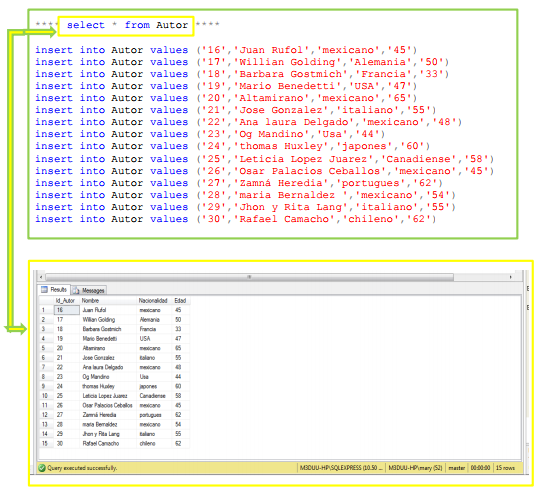 **** select * from Autor ****
insert into Autor values ('16','Juan Rufol','mexicano','45')
insert into Autor values ('17','Willian Golding','Alemania','50')
insert into Autor values ('18','Barbara Gostmich','Francia','33')
insert into Autor values ('19','Mario Benedetti','USA','47')
insert into Autor values ('20','Altamirano','mexicano','65')
insert into Autor values ('21','Jose Gonzalez','italiano','55')
insert into Autor values ('22','Ana laura Delgado','mexicano','48')
insert into Autor values ('23','Og Mandino','Usa','44')
insert into Autor values ('24','thomas Huxley','japones','60')
insert into Autor values ('25','Leticia Lopez Juarez','Canadiense','58')
insert into Autor values ('26','Osar Palacios Ceballos','mexicano','45')
insert into Autor values ('27','Zamná Heredia','portugues','62')
insert into Autor values ('28','maria Bernaldez ','mexicano','54')
insert into Autor values ('29','Jhon y Rita Lang','italiano','55')
insert into Autor values ('30','Rafael Camacho','chileno','62')
Results Messages
Id_Autor Nombre Nacionalidad Edad
1 16 Juan Rufol mexicano 45
2 17 Willian Golding Alemania 50
3 18 Barbara Gostmich Francia 33
4 19 Mario Benedetti USA 47
5 20 Altamirano mexicano 65
6 21 Jose Gonzalez italiano 55
7 22 Ana laura Delgado mexicano 48
8 23 Og Mandino Usa 44
9 24 thomas Huxley japones 60
10 25 Leticia Lopez Juarez Canadiense 58
11 26 Osar Palacios Ceballos mexicano 45
12 27 Zamná Heredia portugues 62
13 28 maria Bernaldez mexicano 54
14 29 Jhon y Rita Lang italiano 55
15 30 Rafael Camacho chileno 62
Query executed successfully. M3DUU-HP\SQLEXPRESS (10.50 ... M3DUU-HP\mary (52) master 00:00:00 15 rows